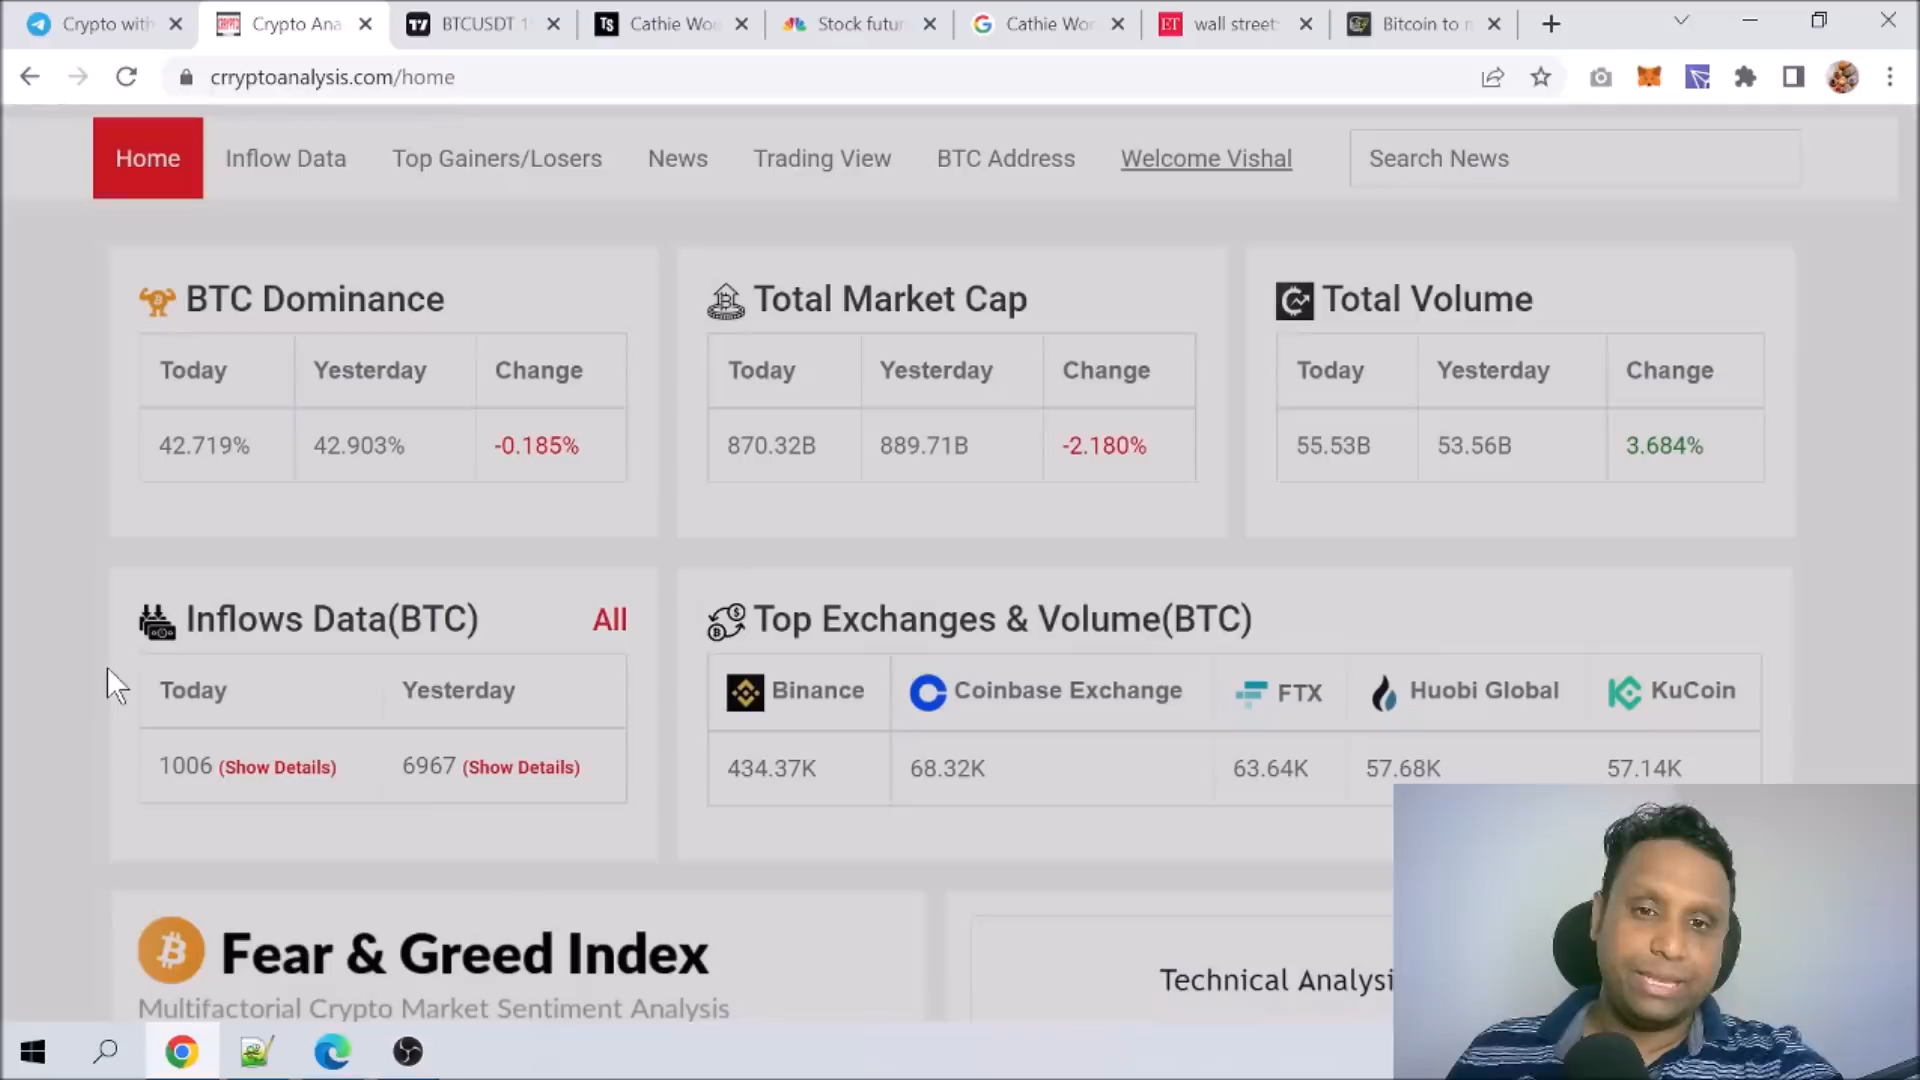 Crypto with
Crypto Ana
BTCUSDT 1
Cathie Woo
Stock futur
Cathie Woo
wall street
Bitcoin to
crryptoanalysis.com/home
Home
Inflow Data
Top Gainers/Losers
News
Trading View
BTC Address
Welcome Vishal
Search News
BTC Dominance
Today Yesterday Change
42.719% 42.903% -0.185%
Total Market Cap
Today Yesterday Change
870.32B 889.71B -2.180%
Total Volume
Today Yesterday Change
55.53B 53.56B 3.684%
Inflows Data(BTC) All
Today Yesterday
1006 (Show Details) 6967 (Show Details)
Top Exchanges & Volume(BTC)
Binance Coinbase Exchange FTX Huobi Global KuCoin
434.37K 68.32K 63.64K 57.68K 57.14K
Fear & Greed Index
Multifactorial Crypto Market Sentiment Analysis
Technical Analysi